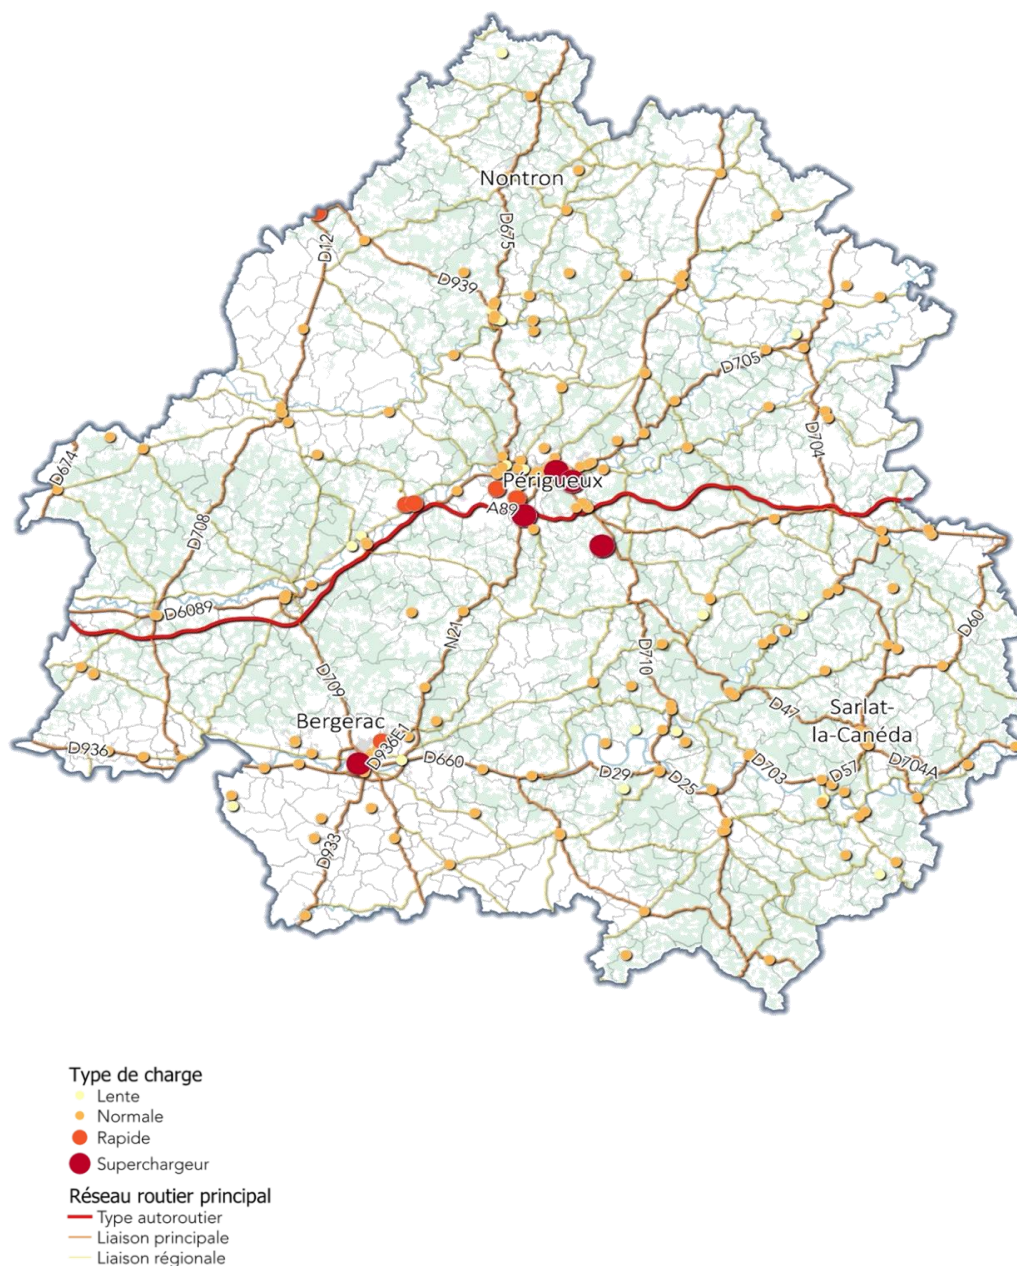 Nontron
D675
D12
D939
D705
D704
D674
Périgueux
A89
D708
D6089
D60
N21
D710
D709
Sarlat-
la-Canéda
D47
Bergerac
D936E1
D936
D660
D29
D25
D703
D57
D704A
D933
Type de charge
Lente
Normale
Rapide
Superchargeur
Réseau routier principal
Type autoroutier
Liaison principale
Liaison régionale